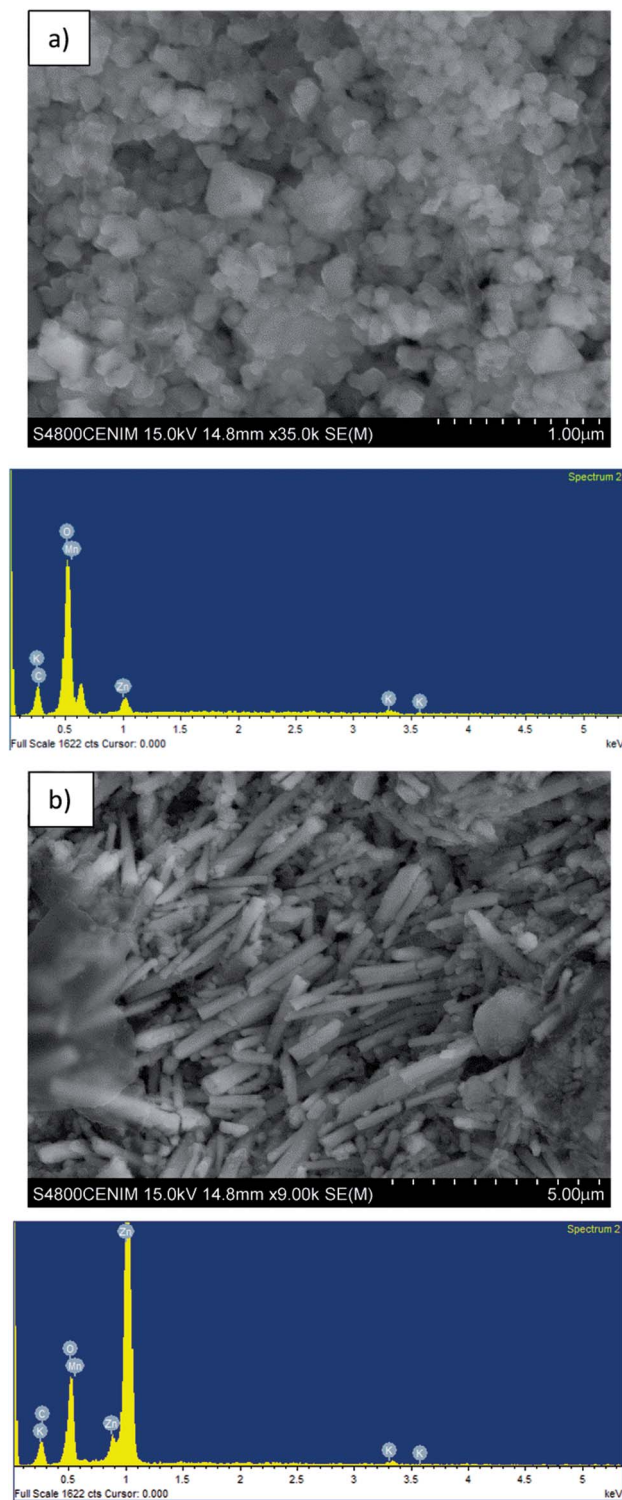 a)
S4800CENIM 15.0kV 14.8mm x35.0k SE(M)
1.00μm
Spectrum 2
O
Mn
K
C
Zn
K
K
0.5 1 1.5 2 2.5 3 3.5 4 4.5 5
Full Scale 1622 cts Cursor: 0.000
keV
b)
S4800CENIM 15.0kV 14.8mm x9.00k SE(M)
5.00μm
Spectrum 2
Zn
O
Mn
C
K
Zn
K
K
0.5 1 1.5 2 2.5 3 3.5 4 4.5 5
Full Scale 1622 cts Cursor: 0.000
keV